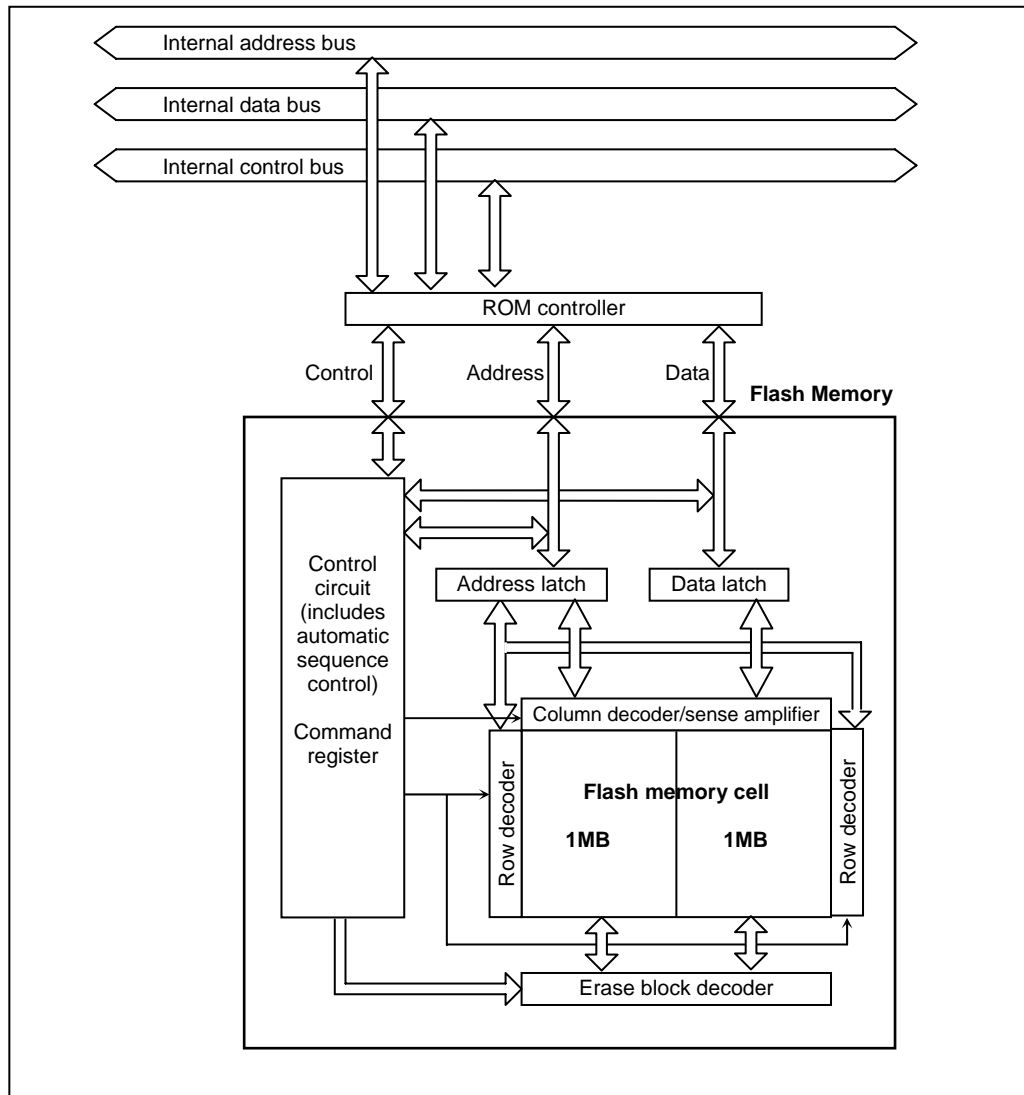 Internal address bus
Internal data bus
Internal control bus
ROM controller
Control
Address
Data
Flash Memory
Control
circuit
(includes
automatic
sequence
control)
Command
register
Address latch
Data latch
Column decoder/sense amplifier
Row decoder
Flash memory cell
1MB
1MB
Row decoder
Erase block decoder